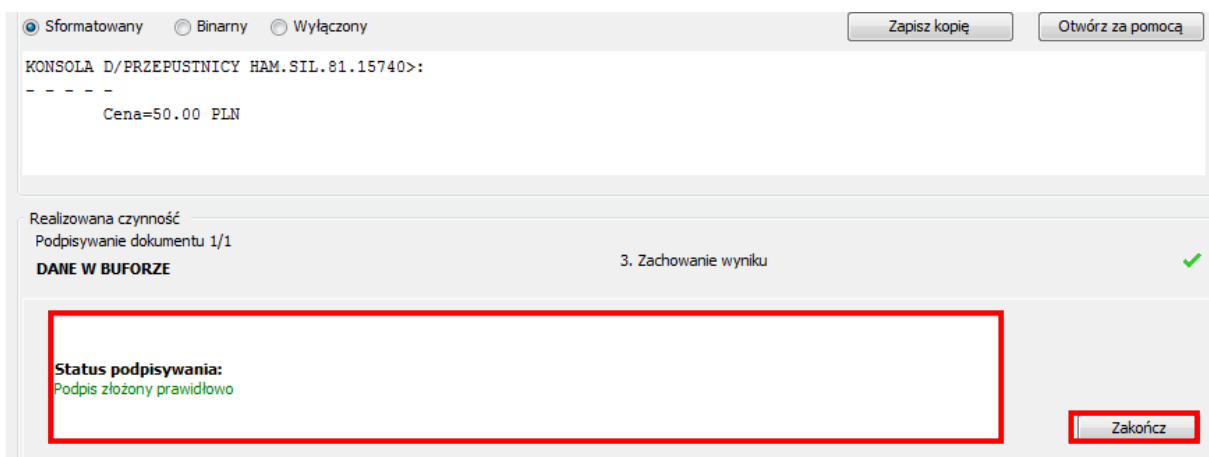 Sformatowany Binarny Wyłączony Zapisz kopię Otwórz za pomocą
KONSOLA D/PRZEPUSTNICY HAM.SIL.81.15740>:
- - - - -
Cena=50.00 PLN
Realizowana czynność
Podpisywanie dokumentu 1/1
DANE W BUFORZE
3. Zachowanie wyniku
Status podpisywania:
Podpis złożony prawidłowo
Zakończ